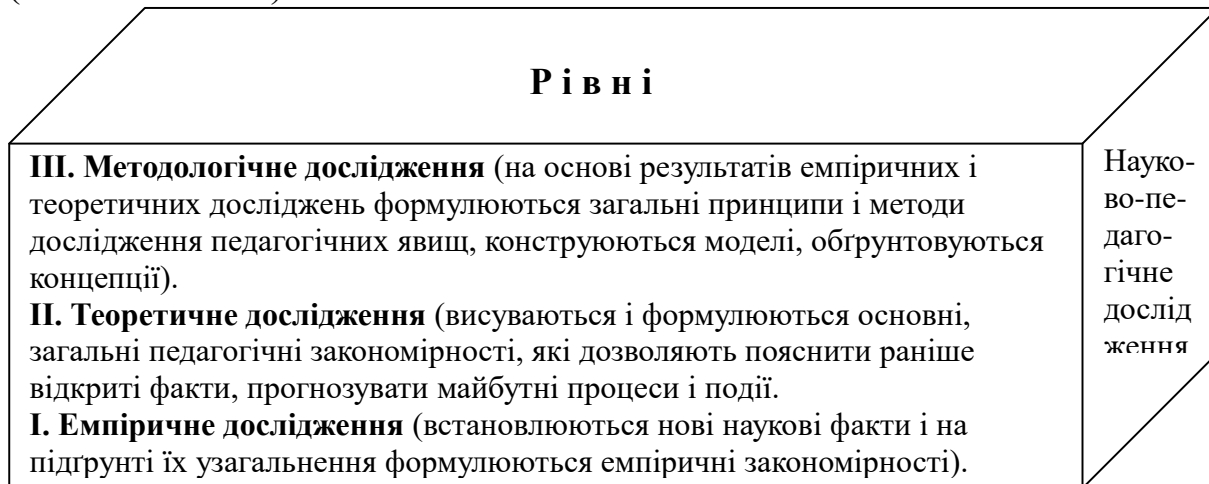 Р і в н і
ІІІ. Методологічне дослідження (на основі результатів емпіричних і
теоретичних досліджень формулюються загальні принципи і методи
дослідження педагогічних явищ, конструюються моделі, обґрунтовуються
концепції).
ІІ. Теоретичне дослідження (висуваються і формулюються основні,
загальні педагогічні закономірності, які дозволяють пояснити раніше
відкриті факти, прогнозувати майбутні процеси і події.
І. Емпіричне дослідження (встановлюються нові наукові факти і на
підґрунті їх узагальнення формулюються емпіричні закономірності).
Науко-
во-пе-
даго-
гічне
дослід
ження